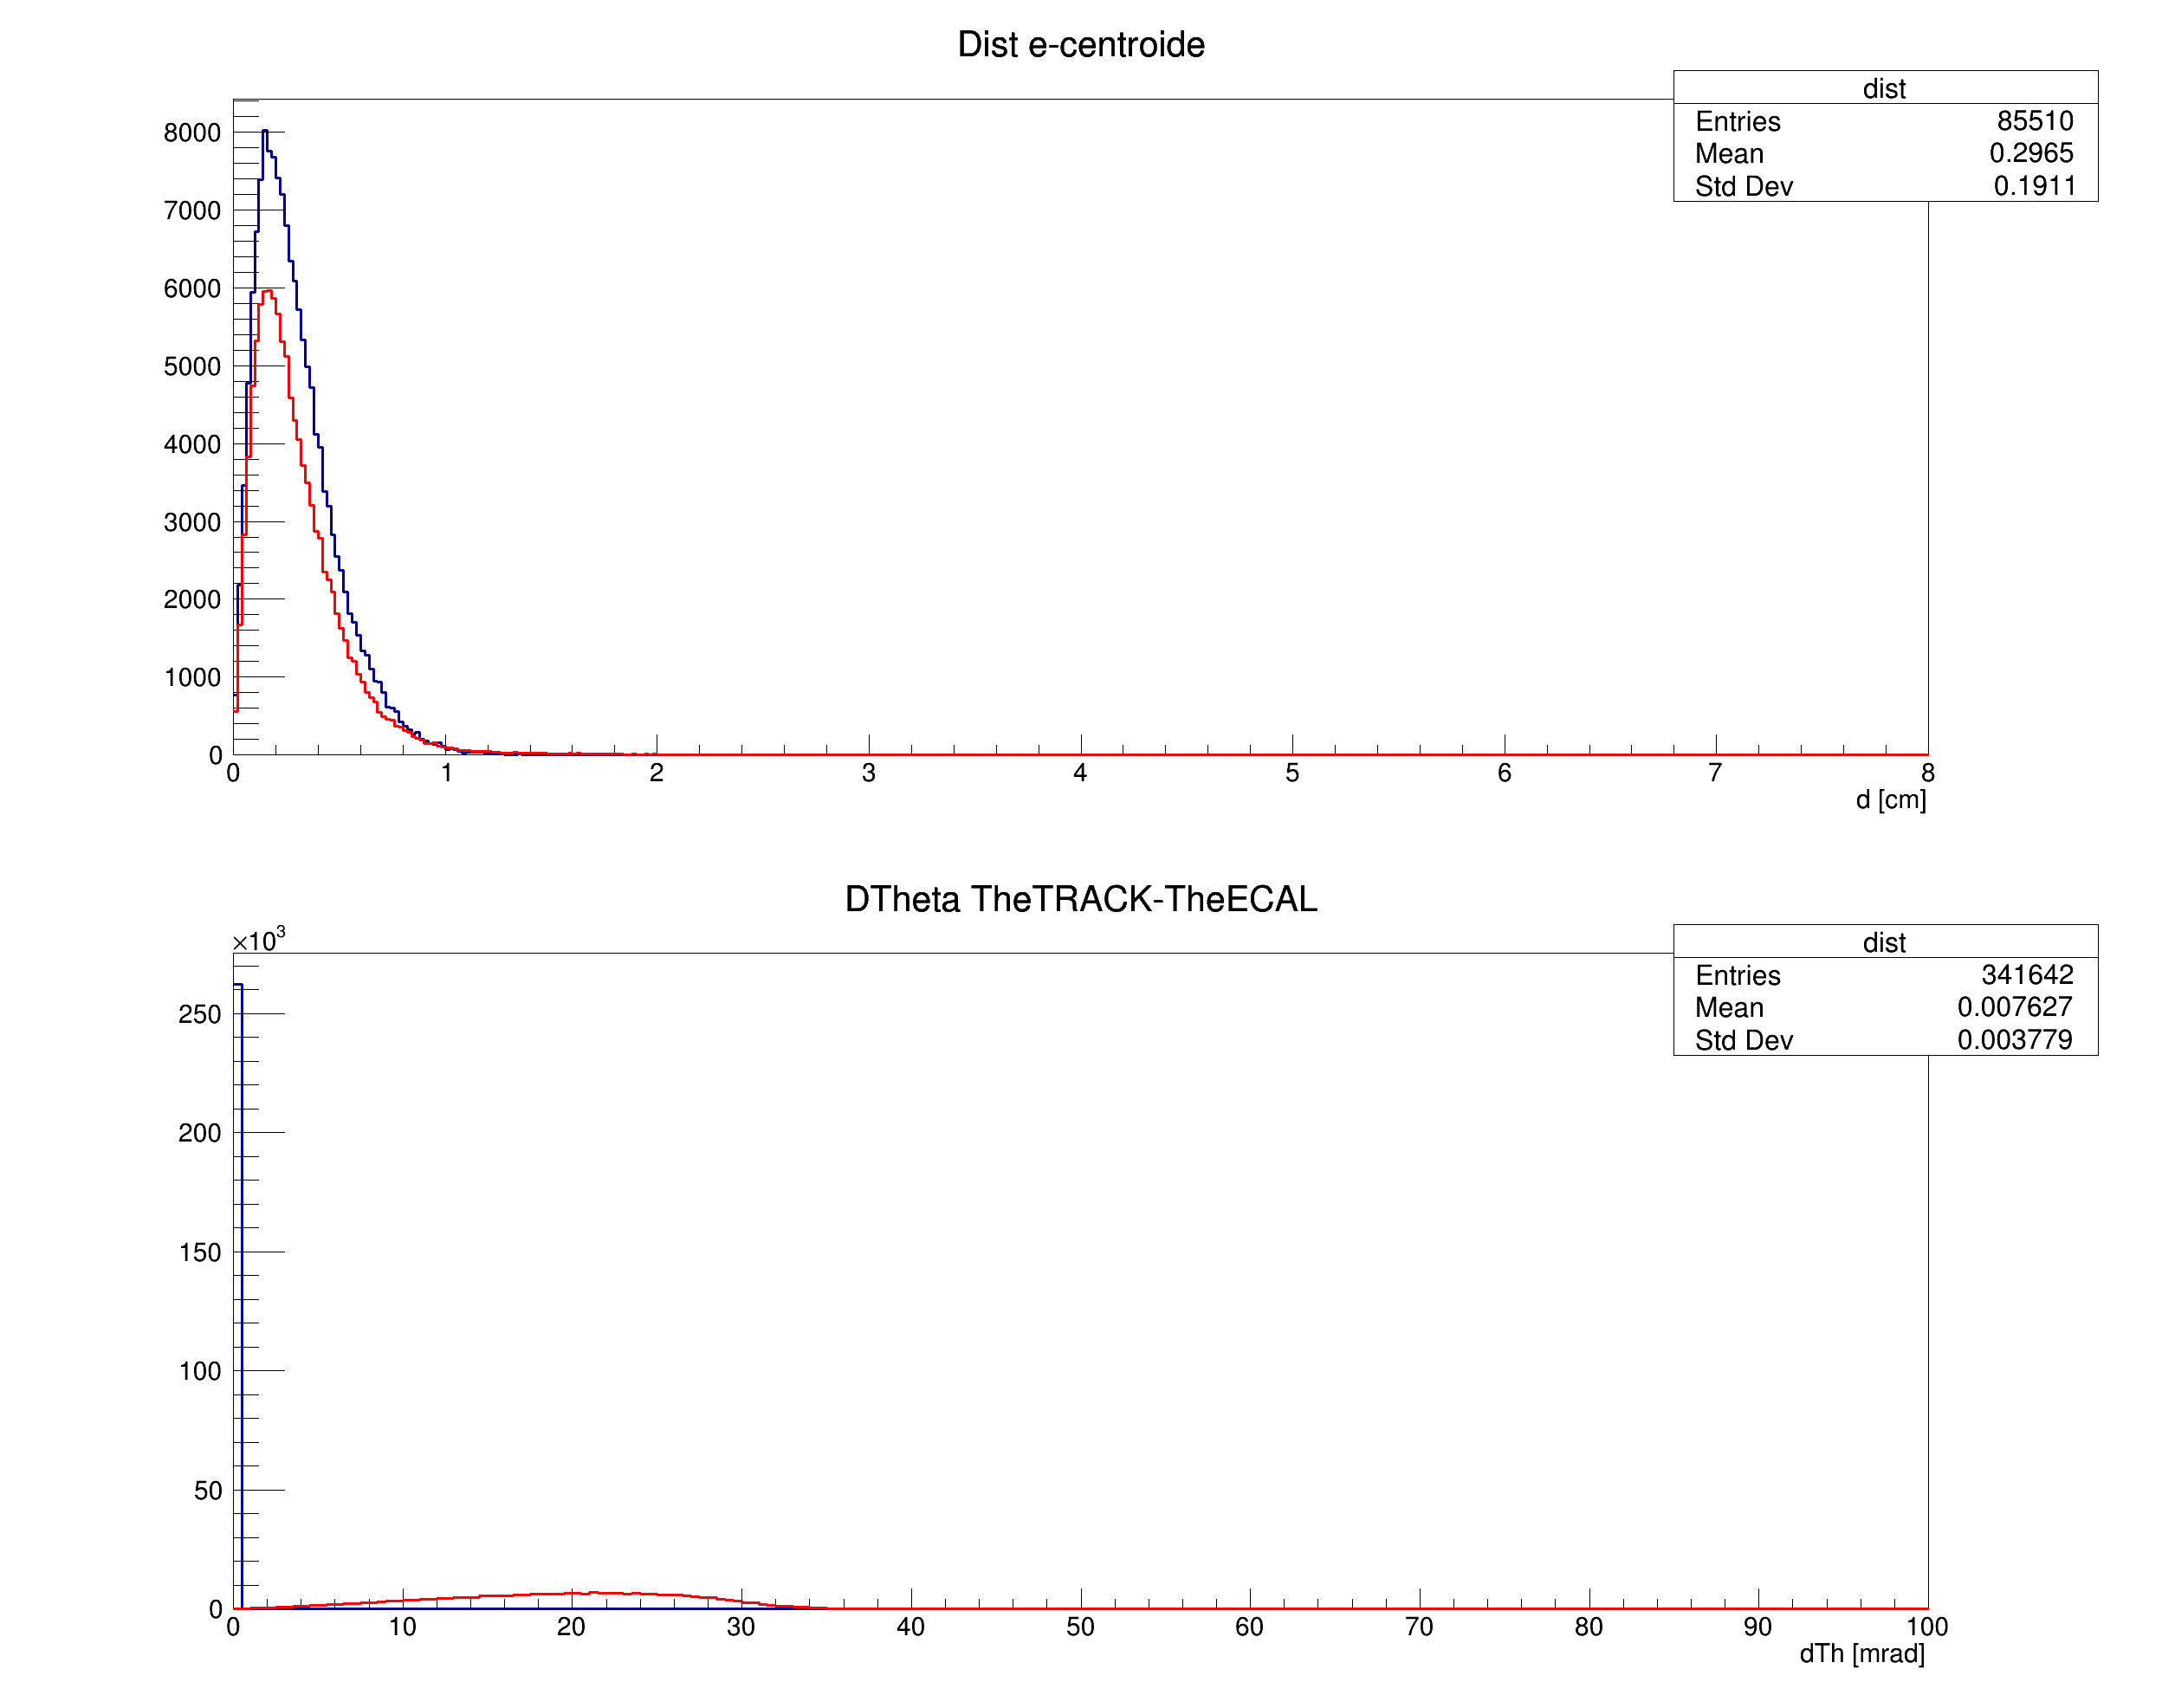 Dist e-centroide
dist
Entries 85510
Mean 0.2965
Std Dev 0.1911
8000
7000
6000
5000
4000
3000
2000
1000
0
0 1 2 3 4 5 6 7 8
d [cm]
DTheta TheTRACK-TheECAL
×10³
dist
Entries 341642
Mean 0.007627
Std Dev 0.003779
250
200
150
100
50
0
0 10 20 30 40 50 60 70 80 90 100
dTh [mrad]